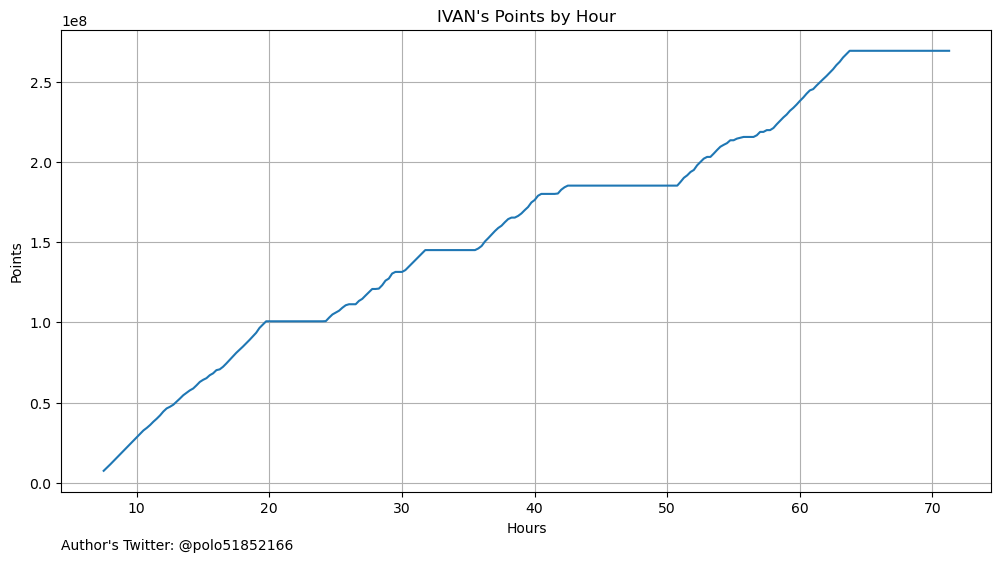 IVAN's Points by Hour
1e8
2.5
2.0
1.5
1.0
0.5
0.0
Points
10 20 30 40 50 60 70
Hours
Author's Twitter: @polo51852166